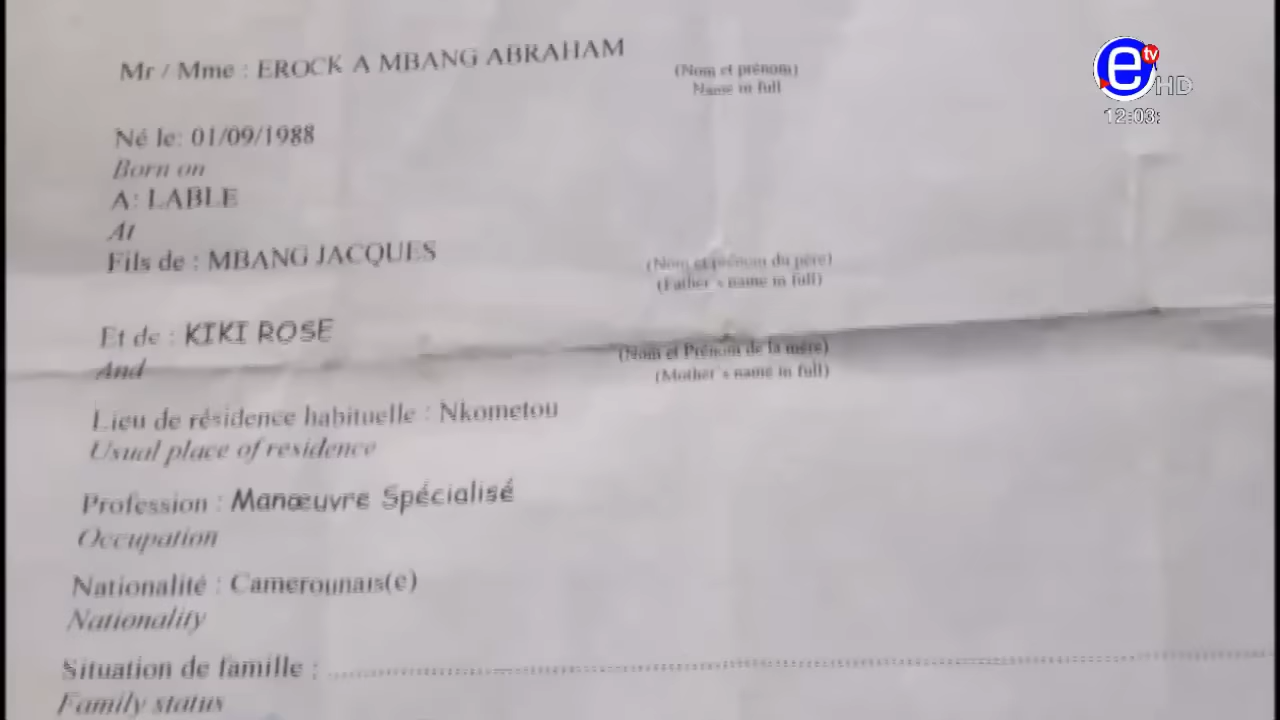 Mr / Mme : EROCK A MBANG ABRAHAM
(Nom et prénom)
Name in full
Né le: 01/09/1988
Born on
A: LABLE
At
Fils de : MBANG JACQUES
(Nom et prénom du père)
(Father's name in full)
Et de : KIKI ROSE
And
(Nom et Prénom de la mère)
(Mother's name in full)
Lieu de résidence habituelle : Nkometou
Usual place of residence
Profession : Manœuvre Spécialisé
Occupation
Nationalité : Camerounais(e)
Nationality
Situation de famille :
Family status
e tv
HD
12:03: